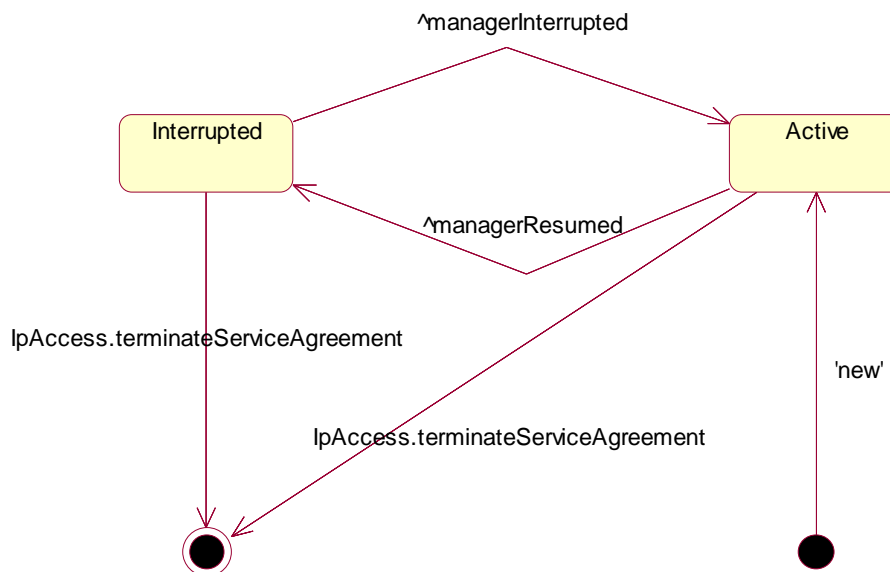 ^managerInterrupted
Interrupted
Active
^managerResumed
IpAccess.terminateServiceAgreement
'new'
IpAccess.terminateServiceAgreement